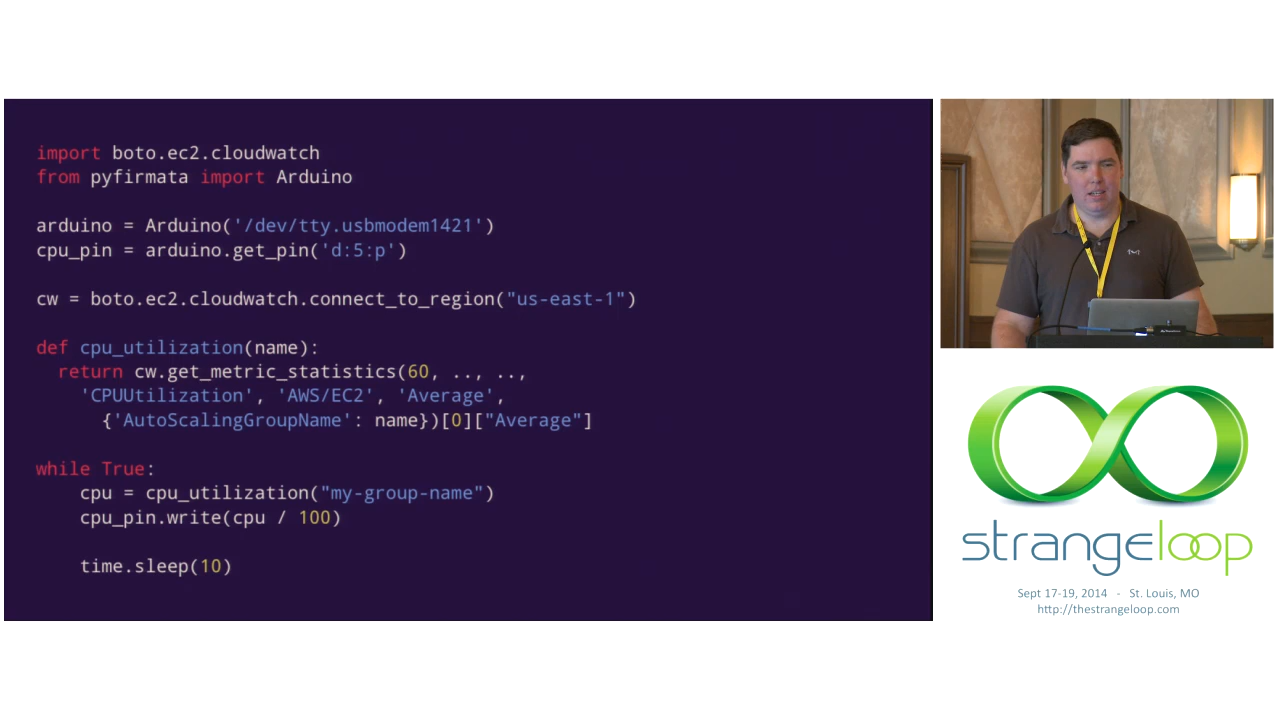 import boto.ec2.cloudwatch
from pyfirmata import Arduino
arduino = Arduino('/dev/tty.usbmodem1421')
cpu_pin = arduino.get_pin('d:5:p')
cw = boto.ec2.cloudwatch.connect_to_region("us-east-1")
def cpu_utilization(name):
  return cw.get_metric_statistics(60, .., ..,
    'CPUUtilization', 'AWS/EC2', 'Average',
      {'AutoScalingGroupName': name})[0]["Average"]
while True:
    cpu = cpu_utilization("my-group-name")
    cpu_pin.write(cpu / 100)
    time.sleep(10)
strangeloop
Sept 17-19, 2014 - St. Louis, MO
http://thestrangeloop.com